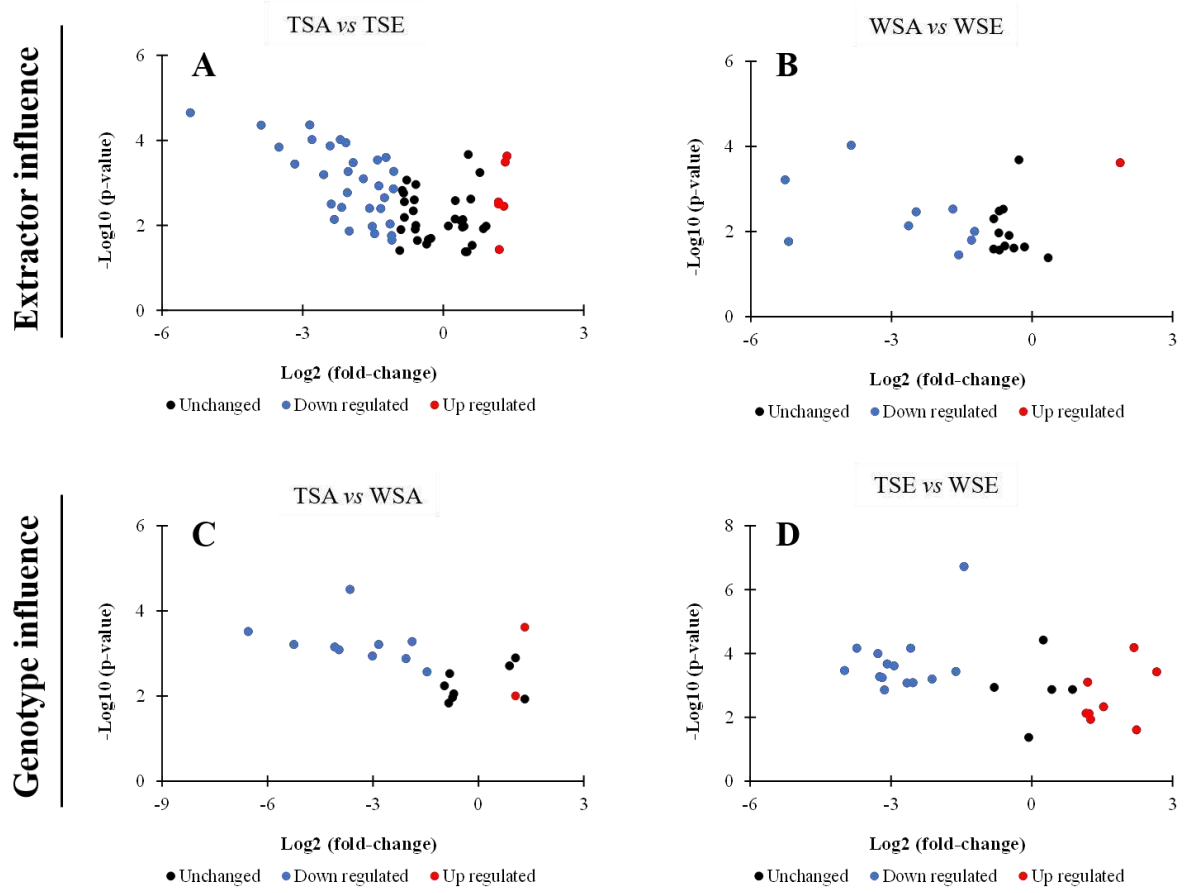 Extractor influence
TSA vs TSE
A
-Log10 (p-value)
6
4
2
0
-6
-3
0
3
Log2 (fold-change)
Unchanged Down regulated Up regulated
WSA vs WSE
B
-Log10 (p-value)
6
4
2
0
-6
-3
0
3
Log2 (fold-change)
Unchanged Down regulated Up regulated
Genotype influence
TSA vs WSA
C
-Log10 (p-value)
6
4
2
0
-9
-6
-3
0
3
Log2 (fold-change)
Unchanged Down regulated Up regulated
TSE vs WSE
D
-Log10 (p-value)
8
6
4
2
0
-6
-3
0
3
Log2 (fold-change)
Unchanged Down regulated Up regulated